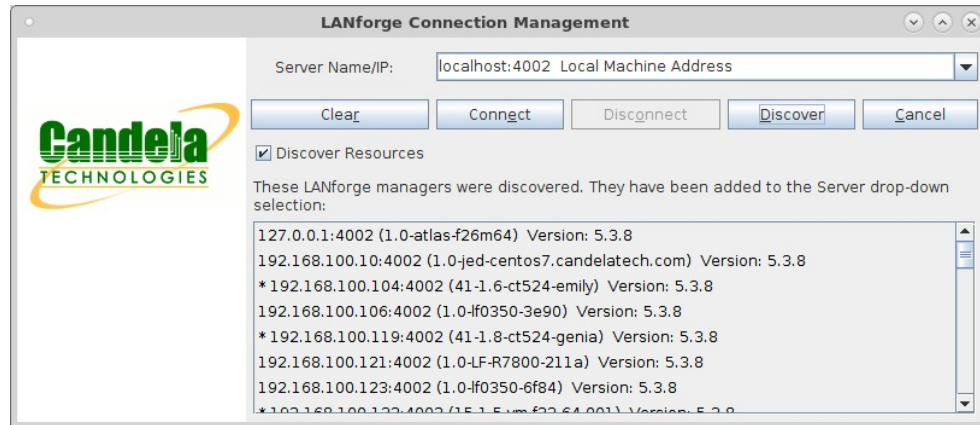 LANforge Connection Management
Server Name/IP:
localhost:4002 Local Machine Address
Clear
Connect
Disconnect
Discover
Cancel
Candela
TECHNOLOGIES
Discover Resources
These LANforge managers were discovered. They have been added to the Server drop-down
selection:
127.0.0.1:4002 (1.0-atlas-f26m64) Version: 5.3.8
192.168.100.10:4002 (1.0-jed-centos7.candelatech.com) Version: 5.3.8
* 192.168.100.104:4002 (41-1.6-ct524-emily) Version: 5.3.8
192.168.100.106:4002 (1.0-lf0350-3e90) Version: 5.3.8
* 192.168.100.119:4002 (41-1.8-ct524-genia) Version: 5.3.8
192.168.100.121:4002 (1.0-LF-R7800-211a) Version: 5.3.8
192.168.100.123:4002 (1.0-lf0350-6f84) Version: 5.3.8